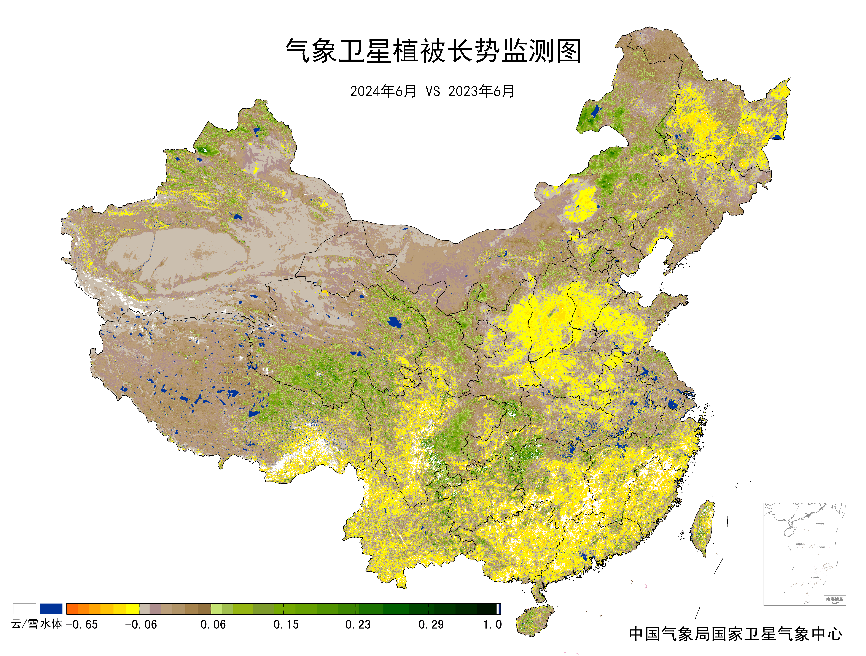 气象卫星植被长势监测图
2024年6月 VS 2023年6月
云/雪 水体 -0.65 -0.06 0.06 0.15 0.23 0.29 1.0
中国气象局国家卫星气象中心